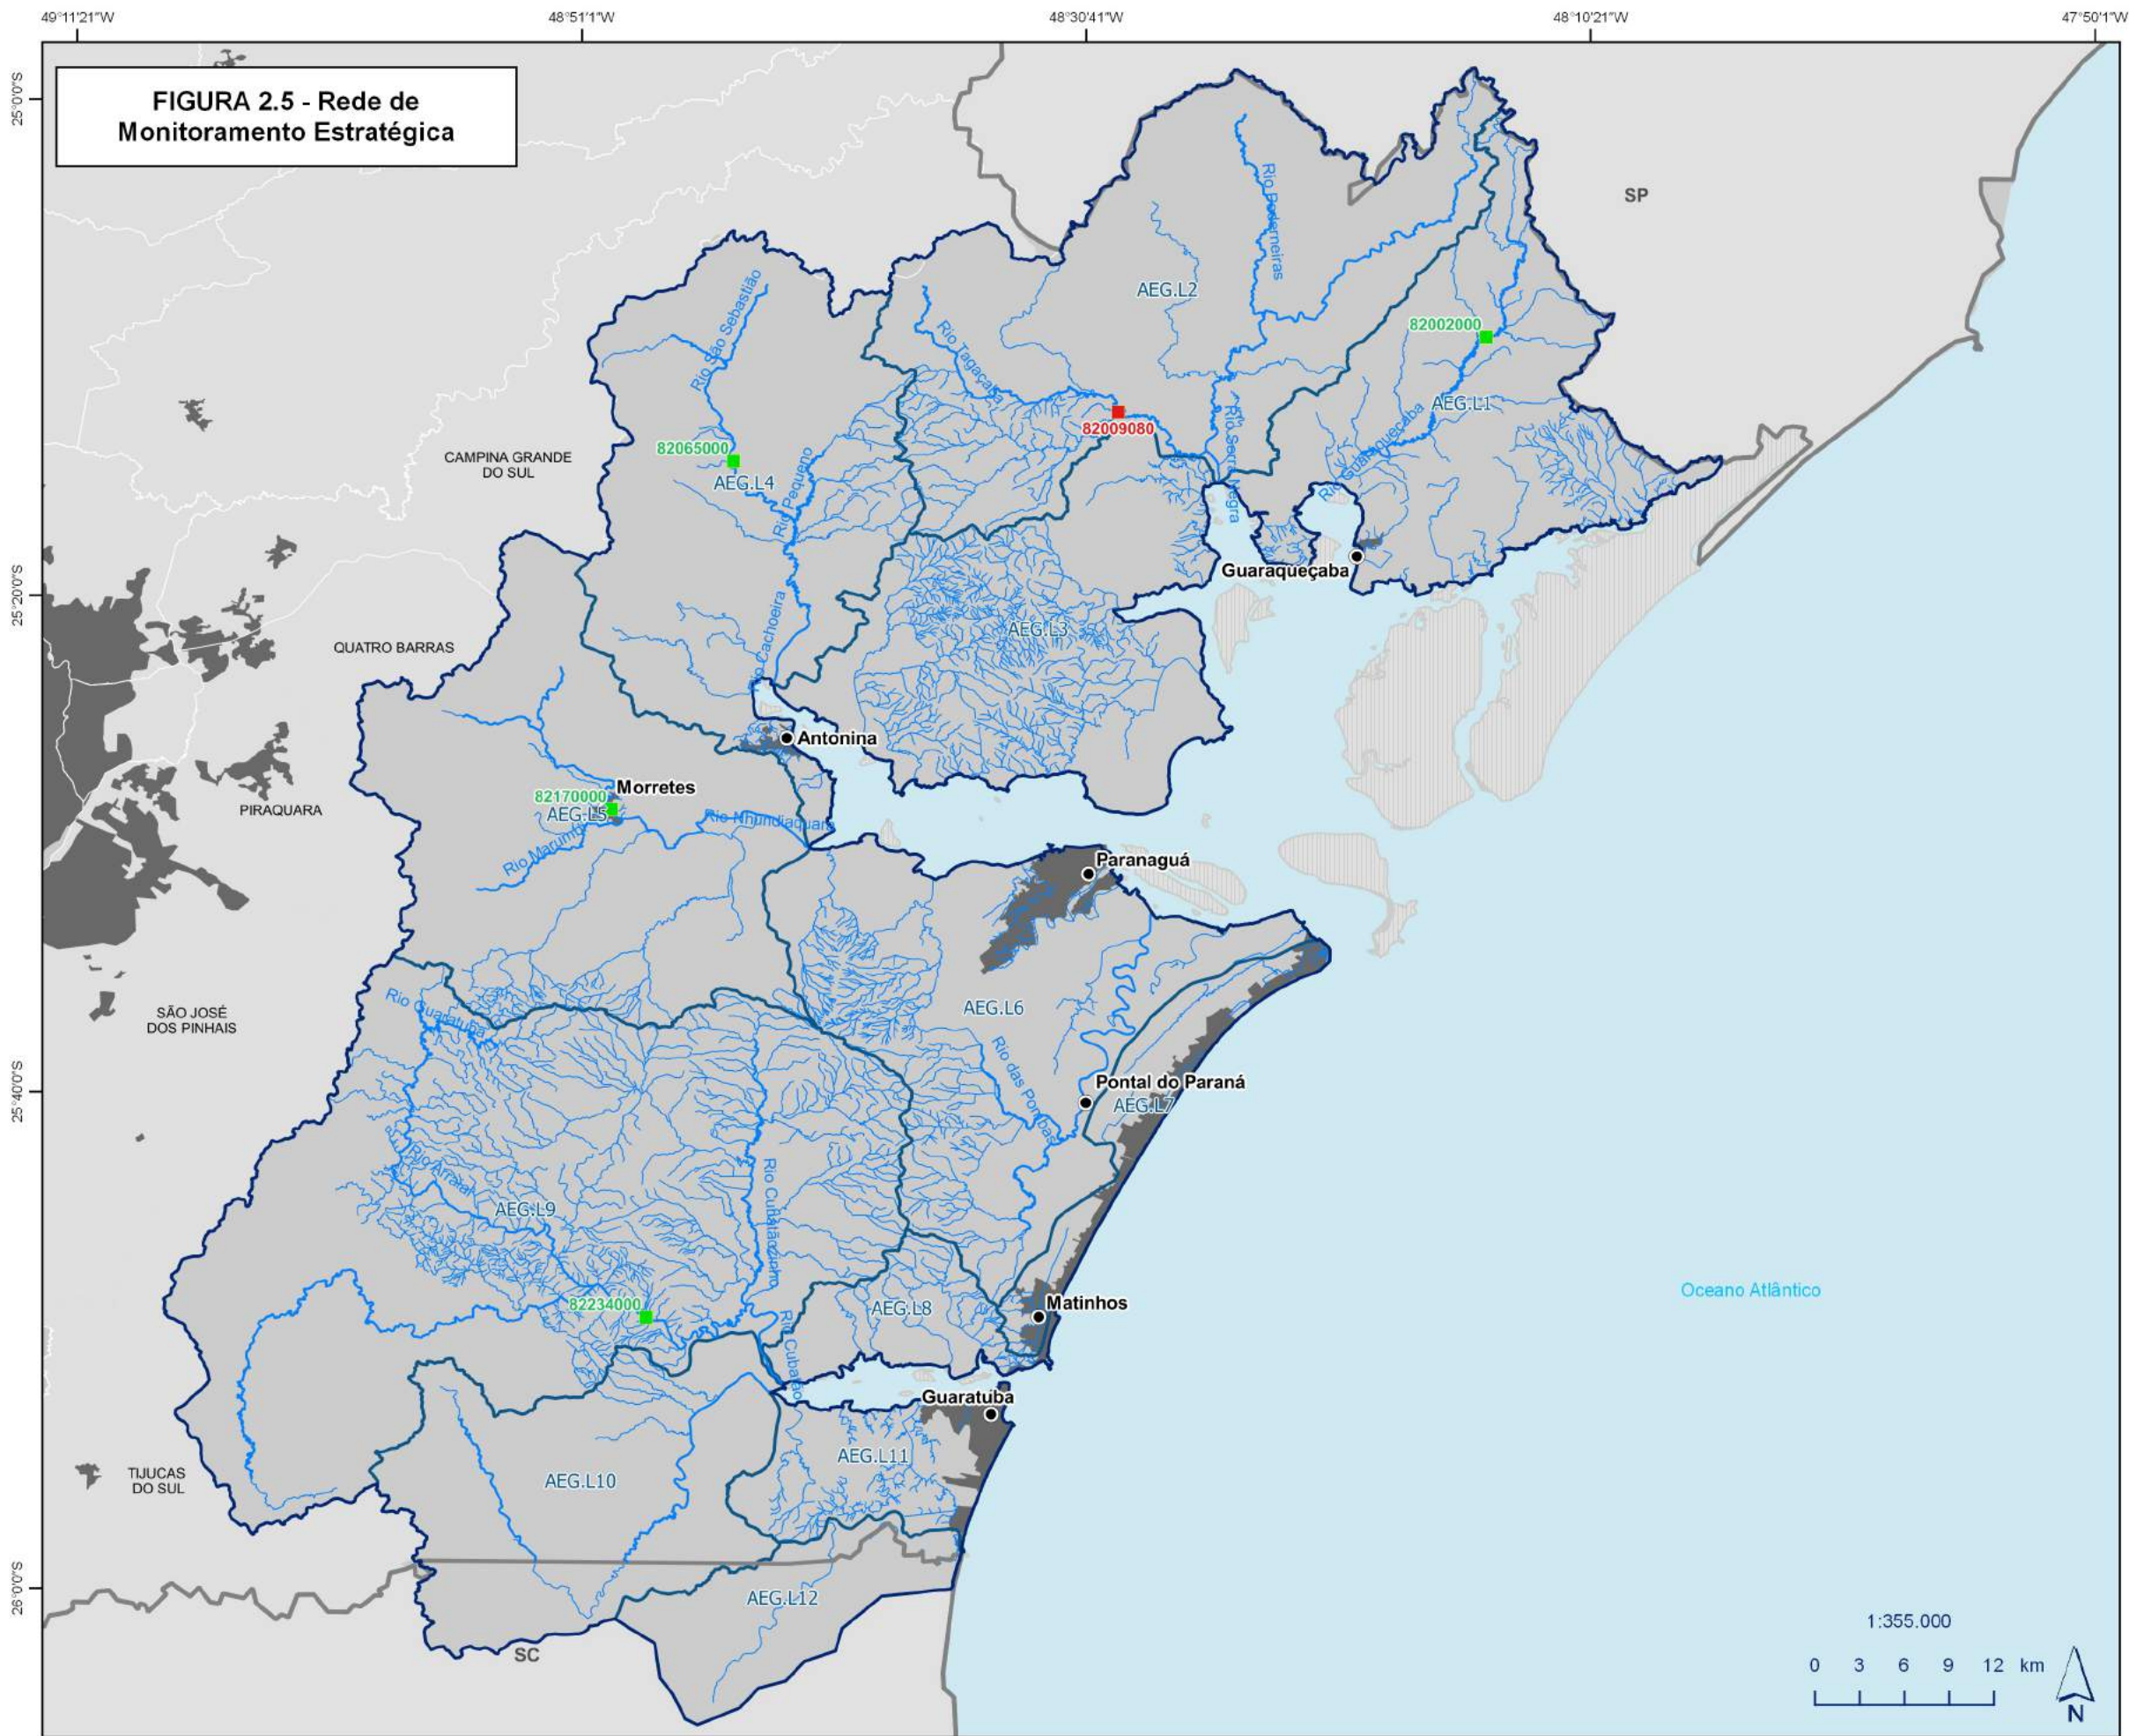 49°11'21"W
48°51'1"W
48°30'41"W
48°10'21"W
47°50'1"W
25°0'0"S
25°20'0"S
25°40'0"S
26°0'0"S
FIGURA 2.5 - Rede de
Monitoramento Estratégica
SP
Rio Pederneiras
AEG.L2
Rio São Sebastião
82002000
Rio Tagaçaba
AEG.L1
82009080
82065000
Rio Serra Negra
Rio Guaraqueçaba
CAMPINA GRANDE
DO SUL
AEG.L4
Rio Pequeno
Guaraqueçaba
AEG.L3
Rio Cachoeira
QUATRO BARRAS
Antonina
Morretes
82170000
AEG.L5
PIRAQUARA
Rio Nhundiaquara
Rio Marumbi
Paranaguá
AEG.L6
SÃO JOSÉ
DOS PINHAIS
Rio Guaratuba
Rio das Pombas
Pontal do Paraná
AEG.L7
Rio Arraial
AEG.L9
Rio Cubatãozinho
Oceano Atlântico
82234000
AEG.L8
Matinhos
Rio Cubatão
Guaratuba
AEG.L11
TIJUCAS
DO SUL
AEG.L10
AEG.L12
SC
1:355.000
0 3 6 9 12 km
N